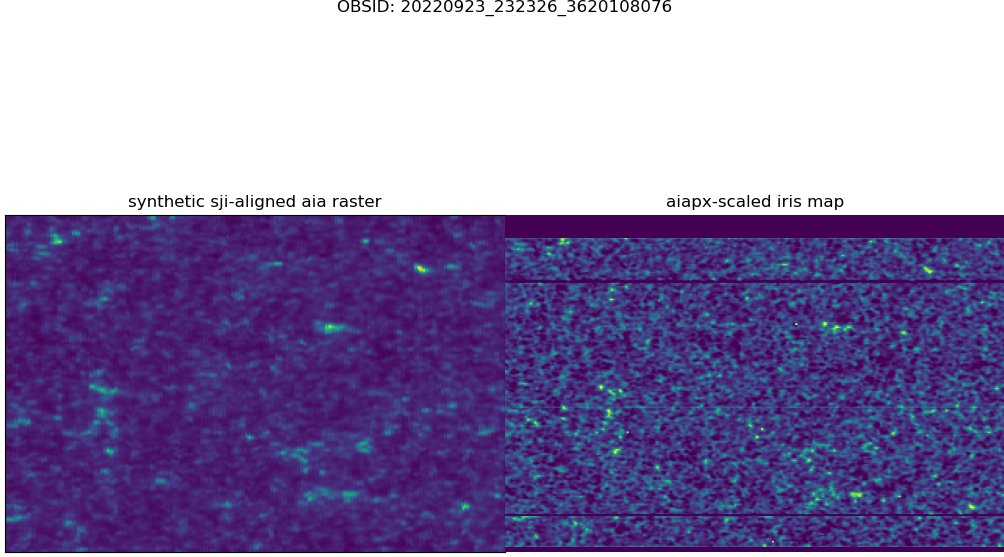 OBSID: 20220923_232326_3620108076
synthetic sji-aligned aia raster
aiapx-scaled iris map